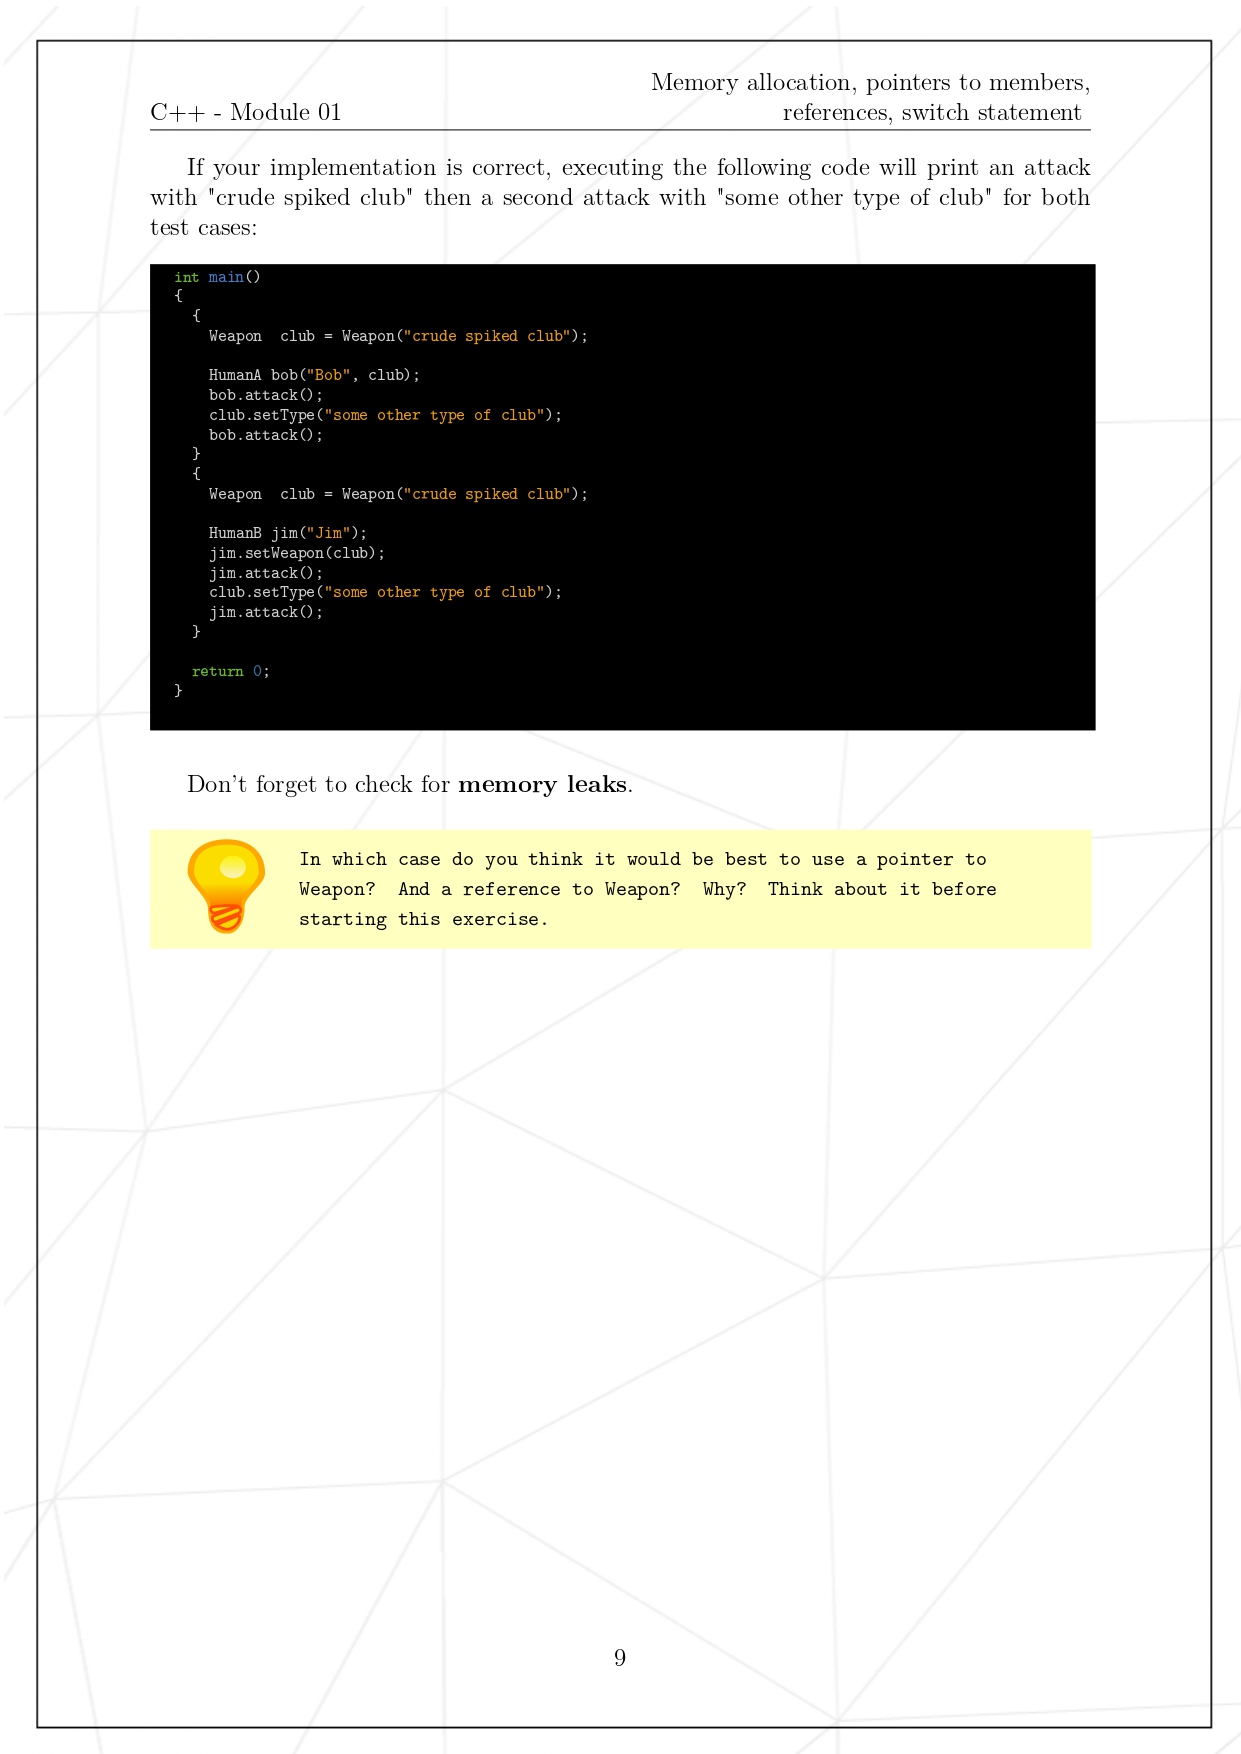 Memory allocation, pointers to members,
C++ - Module 01
references, switch statement
If your implementation is correct, executing the following code will print an attack
with "crude spiked club" then a second attack with "some other type of club" for both
test cases:
int main()
{
  {
    Weapon  club = Weapon("crude spiked club");

    HumanA bob("Bob", club);
    bob.attack();
    club.setType("some other type of club");
    bob.attack();
  }
  {
    Weapon  club = Weapon("crude spiked club");

    HumanB jim("Jim");
    jim.setWeapon(club);
    jim.attack();
    club.setType("some other type of club");
    jim.attack();
  }

  return 0;
}
Don't forget to check for memory leaks.
In which case do you think it would be best to use a pointer to
Weapon?  And a reference to Weapon?  Why?  Think about it before
starting this exercise.
9